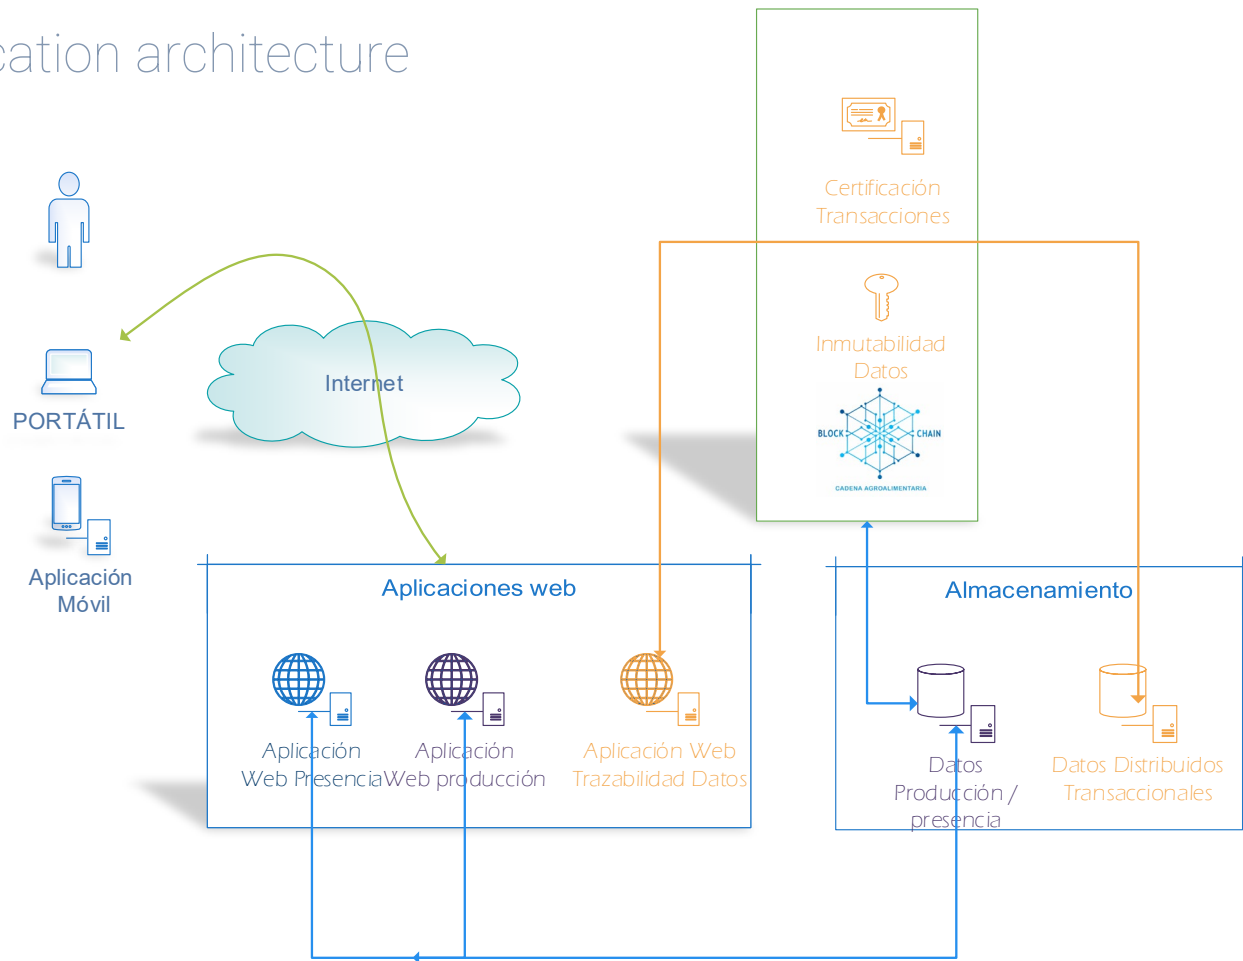 cation architecture
Certificación
Transacciones
Inmutabilidad
Datos
BLOCK CHAIN
CADENA AGROALIMENTARIA
Internet
PORTÁTIL
Aplicación
Móvil
Aplicaciones web
Aplicación
Web Presencia
Aplicación
Web producción
Aplicación Web
Trazabilidad Datos
Almacenamiento
Datos
Producción /
presencia
Datos Distribuidos
Transaccionales